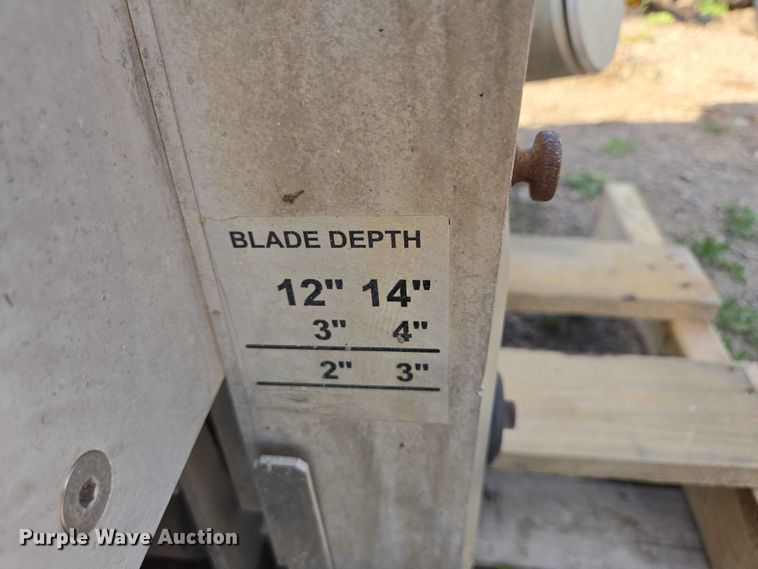 BLADE DEPTH
12" 14"
3" 4"
2" 3"
Purple Wave Auction